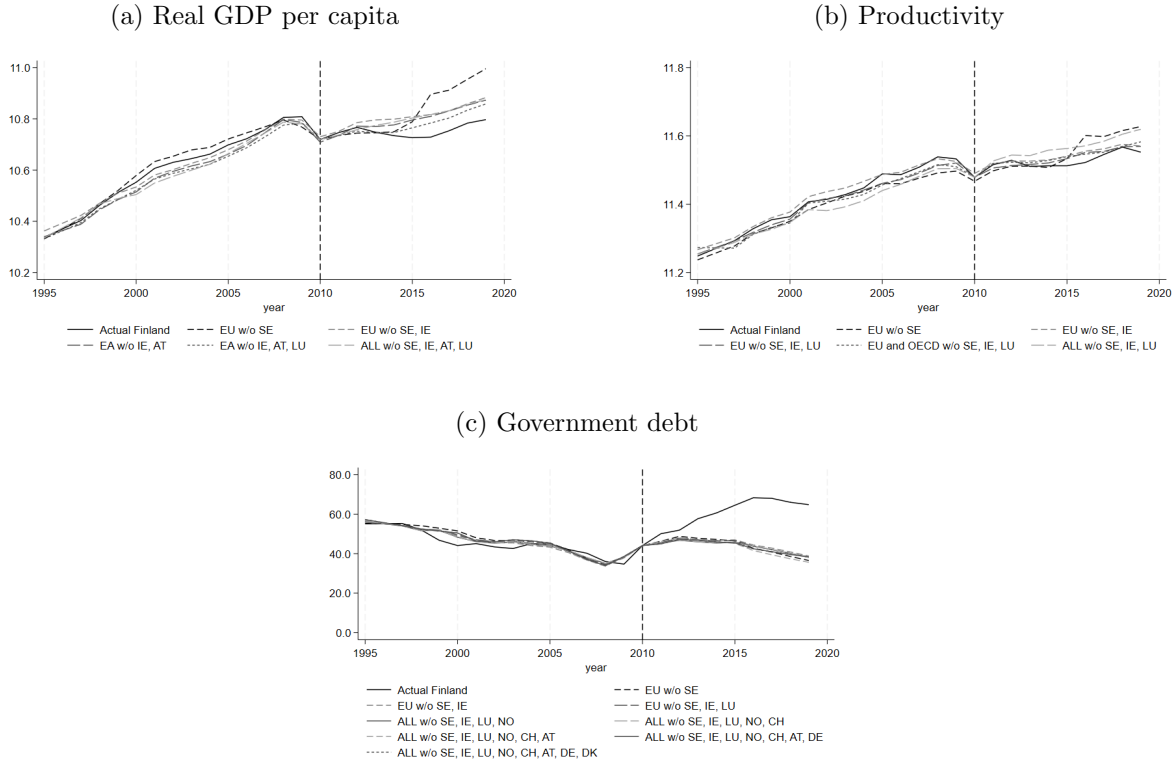 (a) Real GDP per capita
11.0
10.8
10.6
10.4
10.2
1995 2000 2005 2010 2015 2020
year
Actual Finland EU w/o SE EU w/o SE, IE
EA w/o IE, AT EA w/o IE, AT, LU ALL w/o SE, IE, AT, LU
(b) Productivity
11.8
11.6
11.4
11.2
1995 2000 2005 2010 2015 2020
year
Actual Finland EU w/o SE EU w/o SE, IE
EU w/o SE, IE, LU EU and OECD w/o SE, IE, LU ALL w/o SE, IE, LU
(c) Government debt
80.0
60.0
40.0
20.0
0.0
1995 2000 2005 2010 2015 2020
year
Actual Finland EU w/o SE
EU w/o SE, IE EU w/o SE, IE, LU
ALL w/o SE, IE, LU, NO ALL w/o SE, IE, LU, NO, CH
ALL w/o SE, IE, LU, NO, CH, AT ALL w/o SE, IE, LU, NO, CH, AT, DE
ALL w/o SE, IE, LU, NO, CH, AT, DE, DK